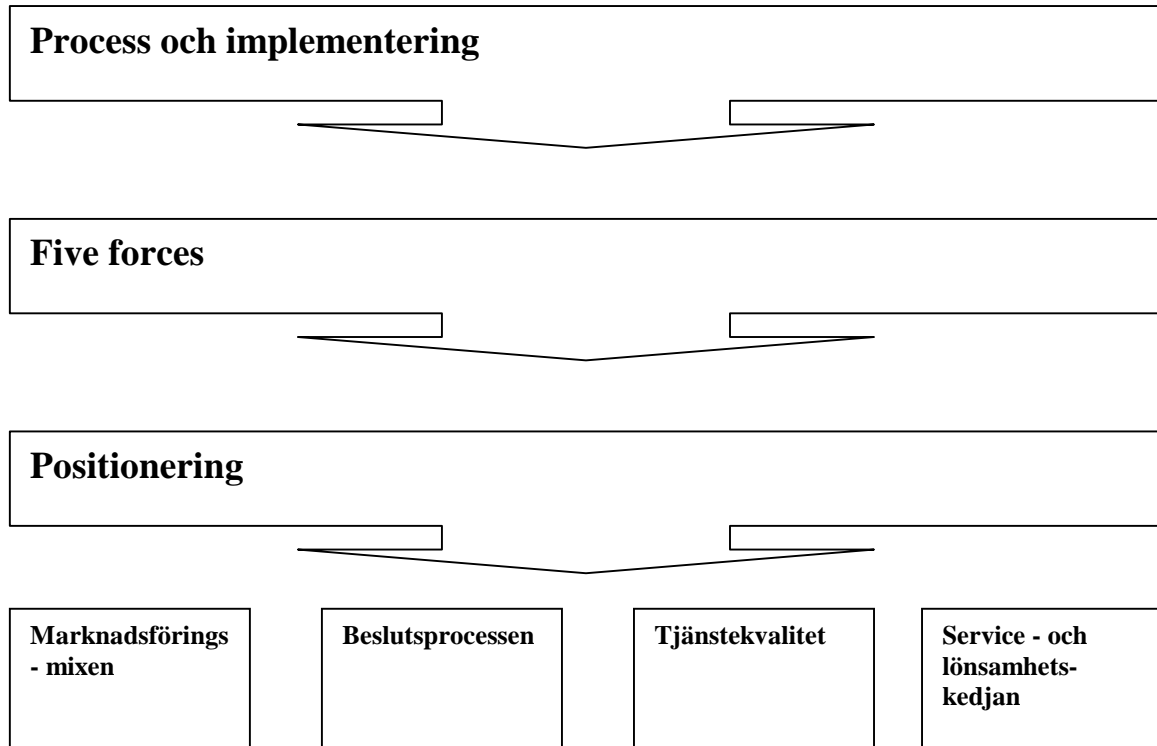 Process och implementering
Five forces
Positionering
Marknadsförings
- mixen
Beslutsprocessen
Tjänstekvalitet
Service - och
lönsamhets-
kedjan